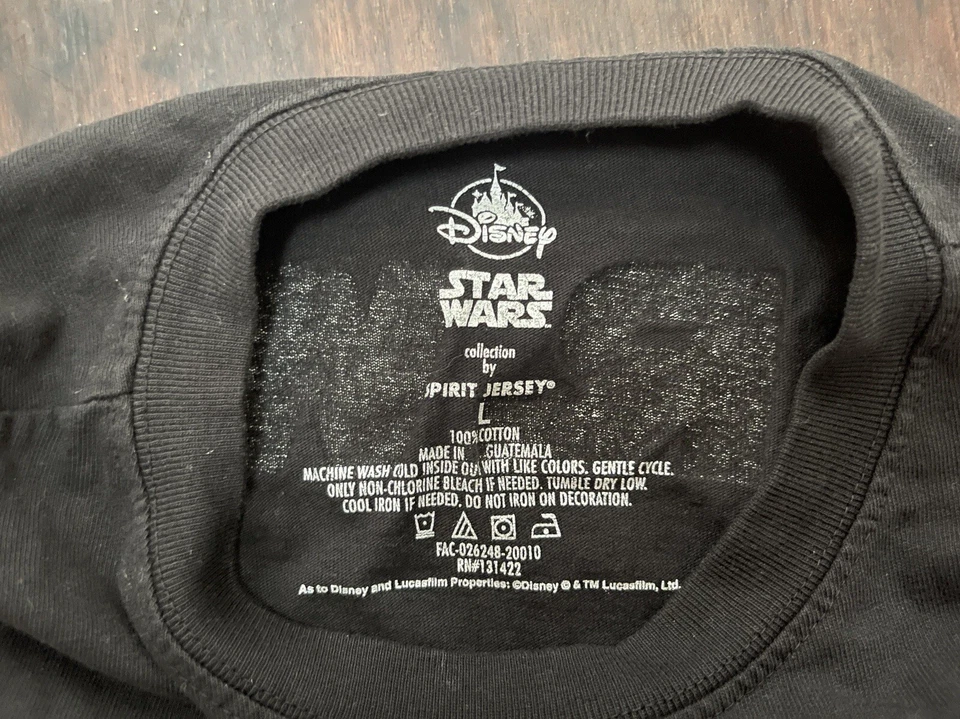 Disney
STAR
WARS
collection
by
SPIRIT JERSEY®
L
100% COTTON
MADE IN GUATEMALA
MACHINE WASH COLD INSIDE OUT WITH LIKE COLORS. GENTLE CYCLE.
ONLY NON-CHLORINE BLEACH IF NEEDED. TUMBLE DRY LOW.
COOL IRON IF NEEDED. DO NOT IRON ON DECORATION.
FAC-026248-20010
RN#131422
As to Disney and Lucasfilm Properties: ©Disney © & TM Lucasfilm, Ltd.